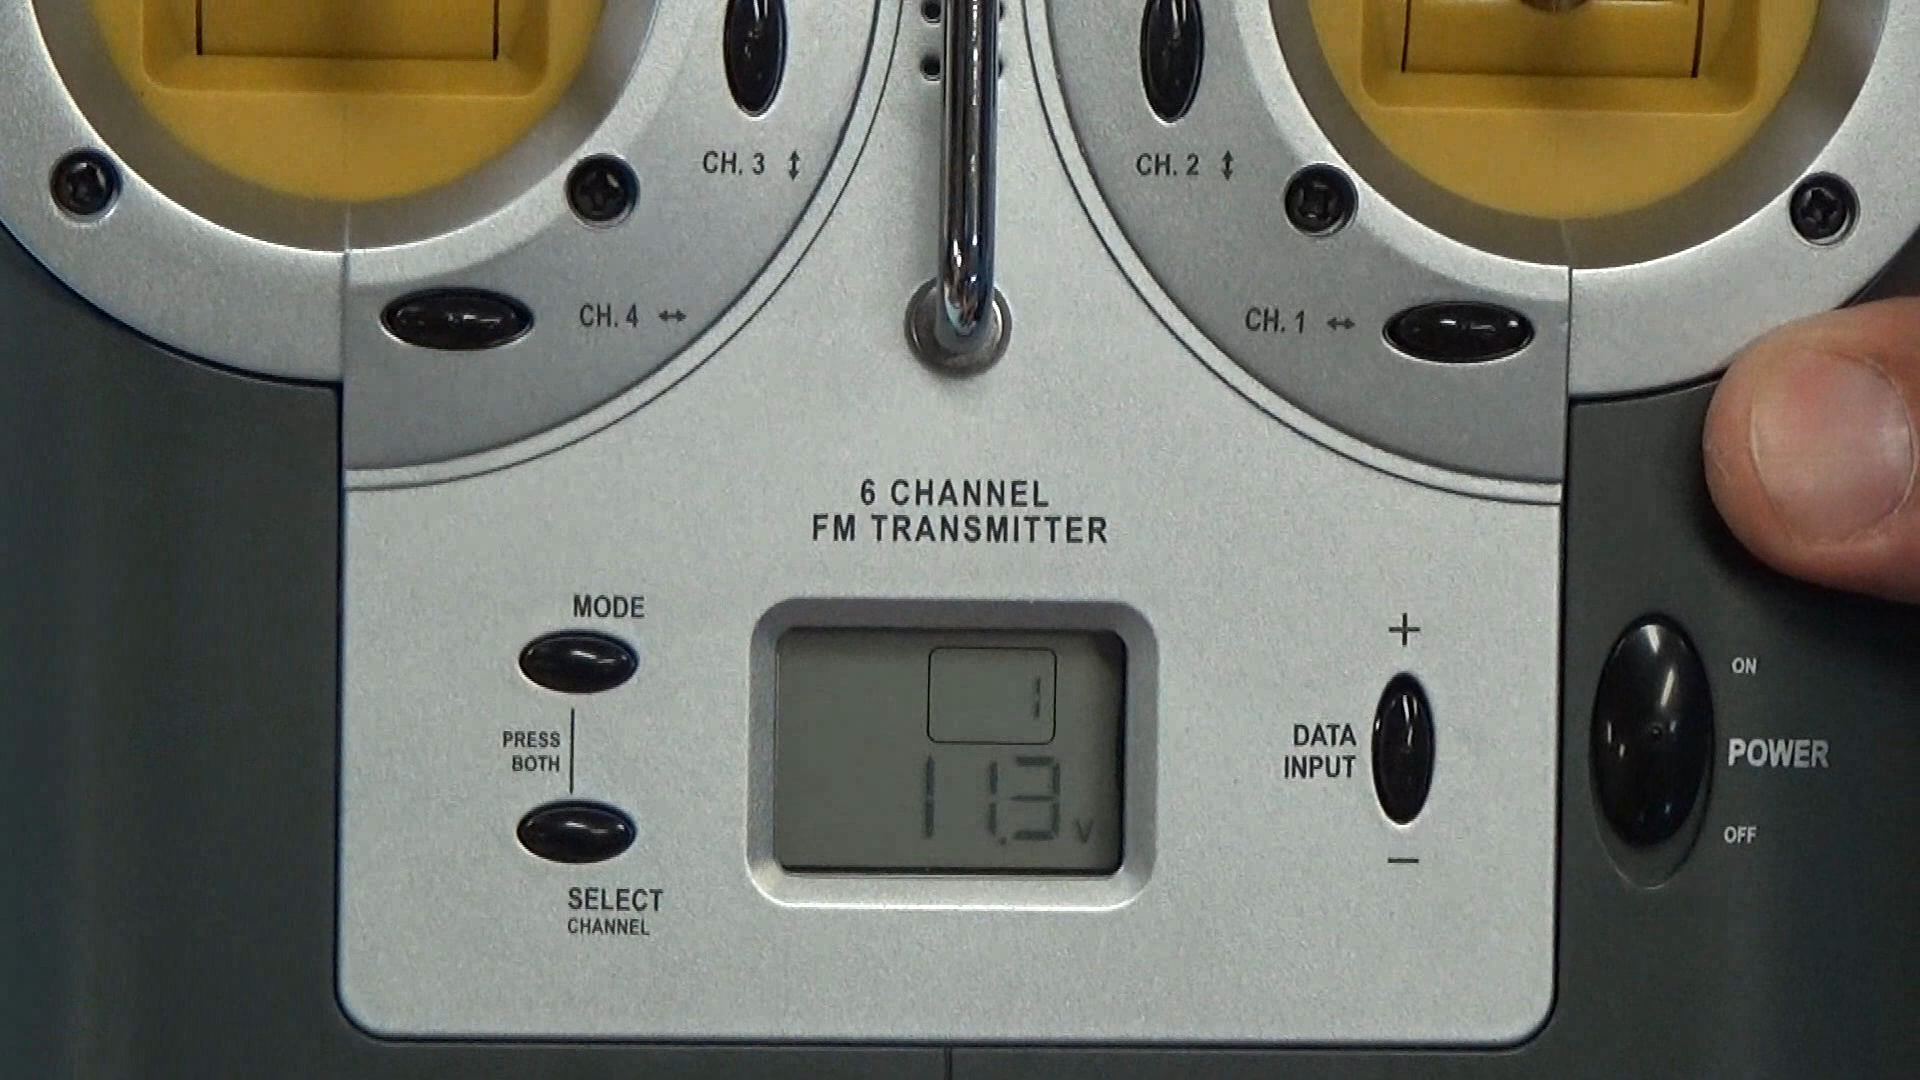 CH. 3 ↕
CH. 2 ↕
CH. 4 ↔
CH. 1 ↔
6 CHANNEL
FM TRANSMITTER
MODE
PRESS
BOTH
SELECT
CHANNEL
1
11.3 V
+
DATA
INPUT
−
ON
POWER
OFF